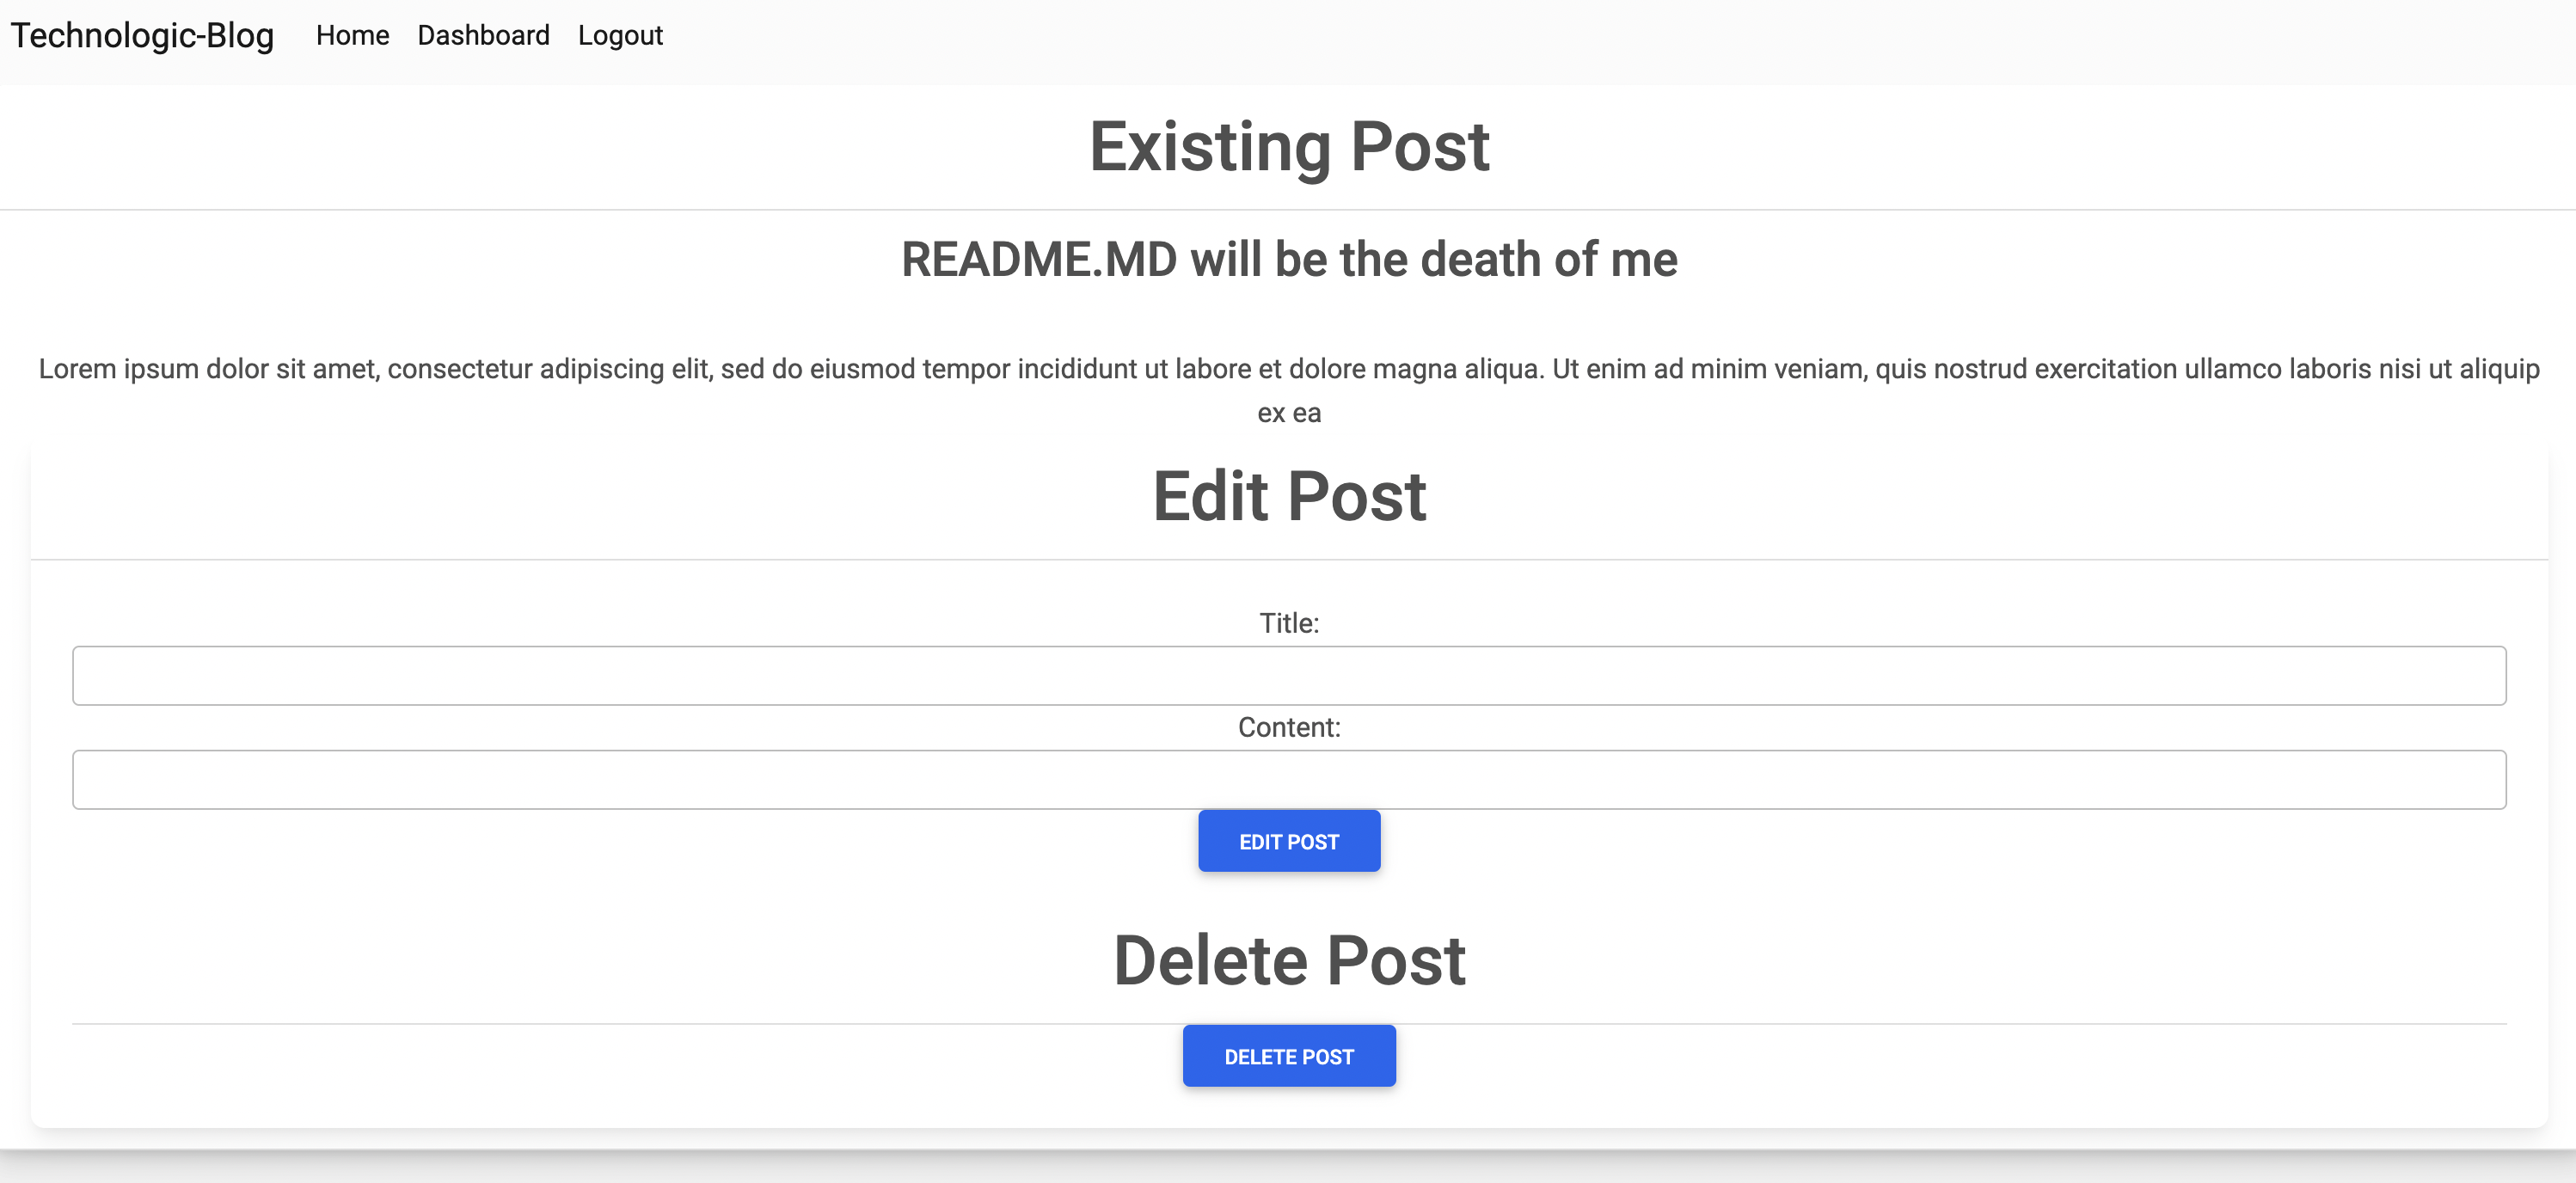 Technologic-Blog Home Dashboard Logout
Existing Post
README.MD will be the death of me
Lorem ipsum dolor sit amet, consectetur adipiscing elit, sed do eiusmod tempor incididunt ut labore et dolore magna aliqua. Ut enim ad minim veniam, quis nostrud exercitation ullamco laboris nisi ut aliquip
ex ea
Edit Post
Title:
Content:
EDIT POST
Delete Post
DELETE POST